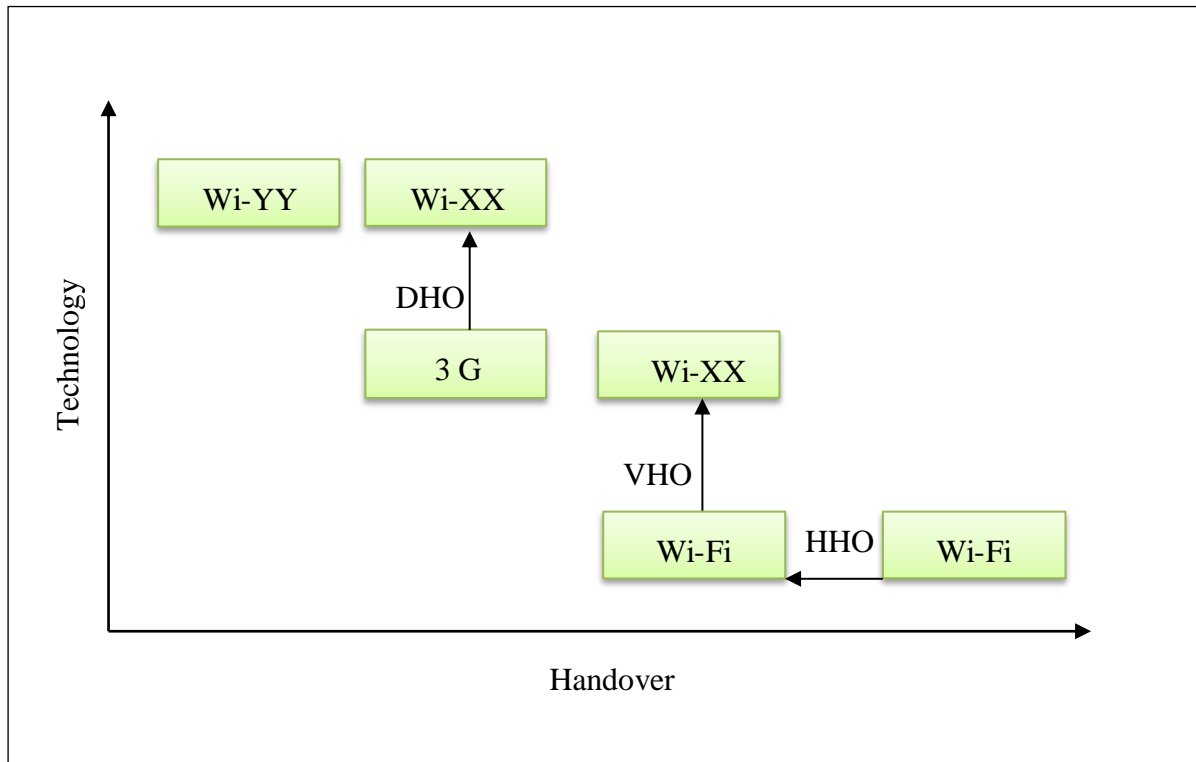 Wi-YY
Wi-XX
DHO
Technology
3 G
Wi-XX
VHO
Wi-Fi
HHO
Wi-Fi
Handover